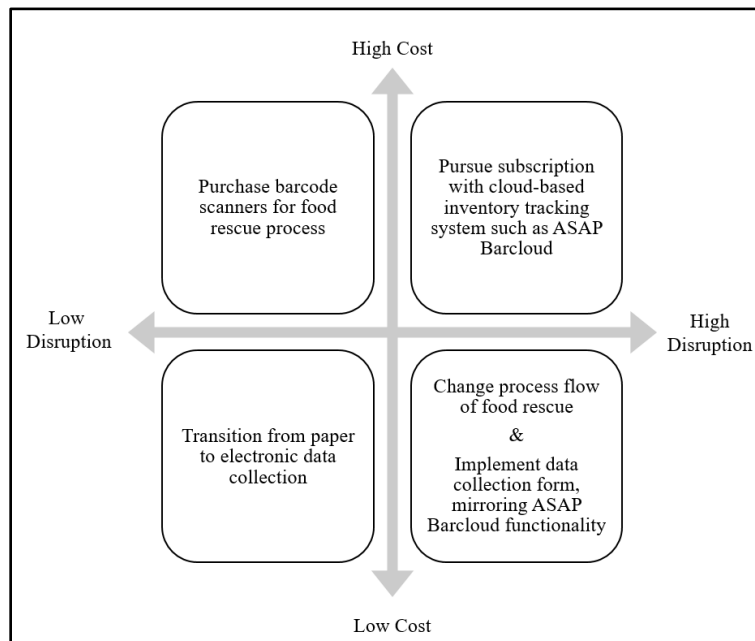 High Cost
Purchase barcode
scanners for food
rescue process
Pursue subscription
with cloud-based
inventory tracking
system such as ASAP
Barcloud
Low
Disruption
High
Disruption
Transition from paper
to electronic data
collection
Change process flow
of food rescue
&
Implement data
collection form,
mirroring ASAP
Barcloud functionality
Low Cost